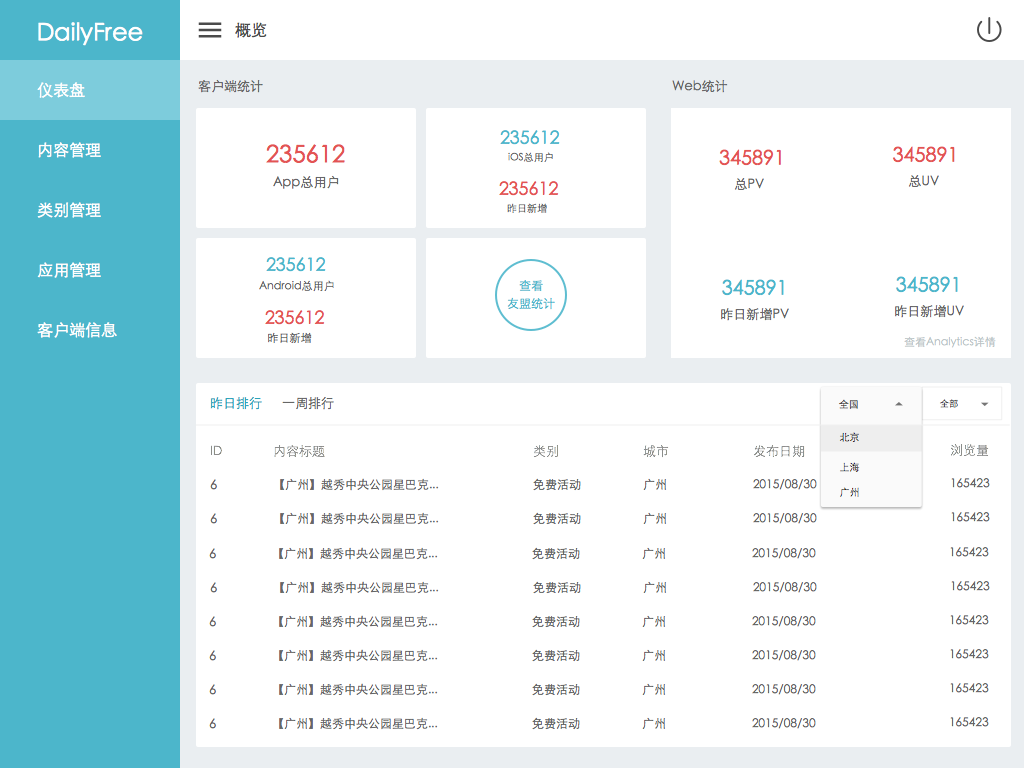 DailyFree
概览
仪表盘
内容管理
类别管理
应用管理
客户端信息
客户端统计
Web统计
235612
App总用户
235612
iOS总用户
235612
昨日新增
235612
Android总用户
235612
昨日新增
查看
友盟统计
345891
总PV
345891
总UV
345891
昨日新增PV
345891
昨日新增UV
查看Analytics详情
昨日排行 一周排行 全国 全部
北京
上海
广州
ID 内容标题 类别 城市 发布日期 浏览量
6 【广州】越秀中央公园星巴克... 免费活动 广州 2015/08/30 165423
6 【广州】越秀中央公园星巴克... 免费活动 广州 2015/08/30 165423
6 【广州】越秀中央公园星巴克... 免费活动 广州 2015/08/30 165423
6 【广州】越秀中央公园星巴克... 免费活动 广州 2015/08/30 165423
6 【广州】越秀中央公园星巴克... 免费活动 广州 2015/08/30 165423
6 【广州】越秀中央公园星巴克... 免费活动 广州 2015/08/30 165423
6 【广州】越秀中央公园星巴克... 免费活动 广州 2015/08/30 165423
6 【广州】越秀中央公园星巴克... 免费活动 广州 2015/08/30 165423